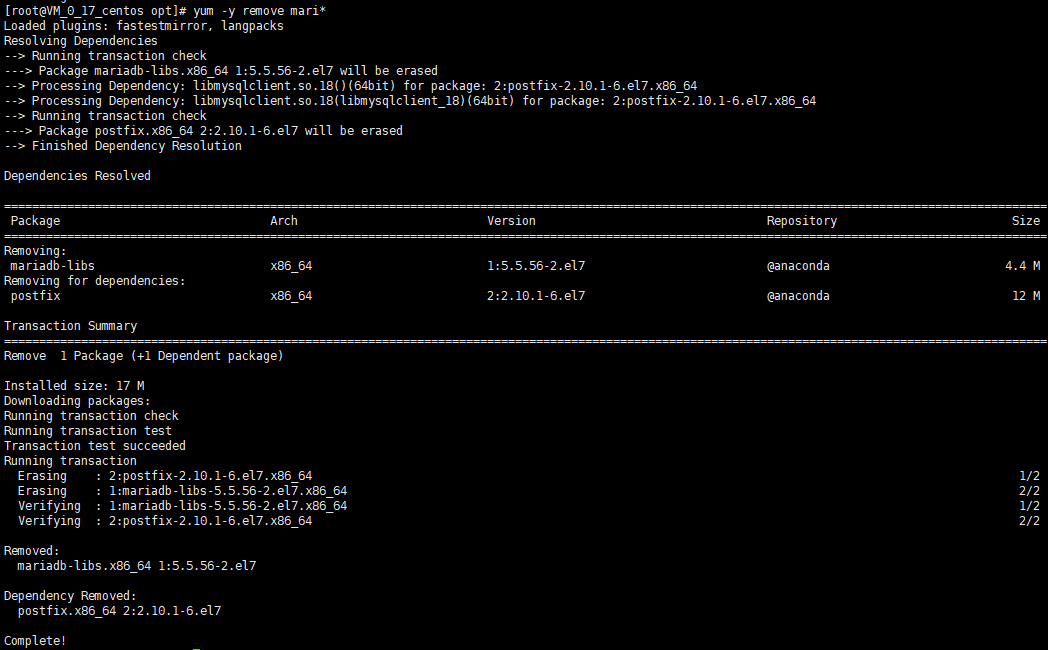 [root@VM_0_17_centos opt]# yum -y remove mari*
Loaded plugins: fastestmirror, langpacks
Resolving Dependencies
--> Running transaction check
---> Package mariadb-libs.x86_64 1:5.5.56-2.el7 will be erased
--> Processing Dependency: libmysqlclient.so.18()(64bit) for package: 2:postfix-2.10.1-6.el7.x86_64
--> Processing Dependency: libmysqlclient.so.18(libmysqlclient_18)(64bit) for package: 2:postfix-2.10.1-6.el7.x86_64
--> Running transaction check
---> Package postfix.x86_64 2:2.10.1-6.el7 will be erased
--> Finished Dependency Resolution

Dependencies Resolved

================================================================================
 Package                Arch                Version                Repository                Size
================================================================================
Removing:
 mariadb-libs           x86_64              1:5.5.56-2.el7         @anaconda                4.4 M
Removing for dependencies:
 postfix                x86_64              2:2.10.1-6.el7         @anaconda                 12 M

Transaction Summary
================================================================================
Remove  1 Package (+1 Dependent package)

Installed size: 17 M
Downloading packages:
Running transaction check
Running transaction test
Transaction test succeeded
Running transaction
  Erasing    : 2:postfix-2.10.1-6.el7.x86_64                1/2
  Erasing    : 1:mariadb-libs-5.5.56-2.el7.x86_64           2/2
  Verifying  : 1:mariadb-libs-5.5.56-2.el7.x86_64           1/2
  Verifying  : 2:postfix-2.10.1-6.el7.x86_64                2/2

Removed:
  mariadb-libs.x86_64 1:5.5.56-2.el7

Dependency Removed:
  postfix.x86_64 2:2.10.1-6.el7

Complete!